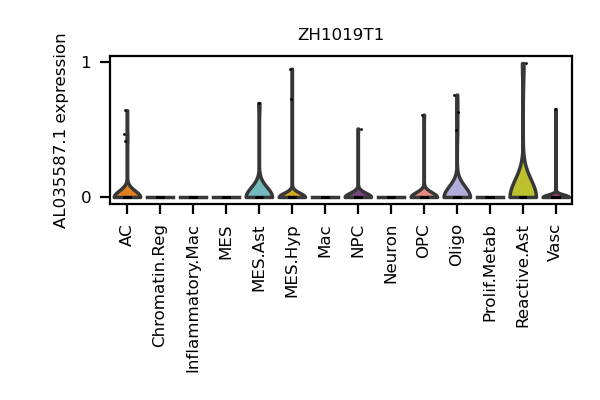 ZH1019T1
AL035587.1 expression
1
0
AC
Chromatin.Reg
Inflammatory.Mac
MES
MES.Ast
MES.Hyp
Mac
NPC
Neuron
OPC
Oligo
Prolif.Metab
Reactive.Ast
Vasc